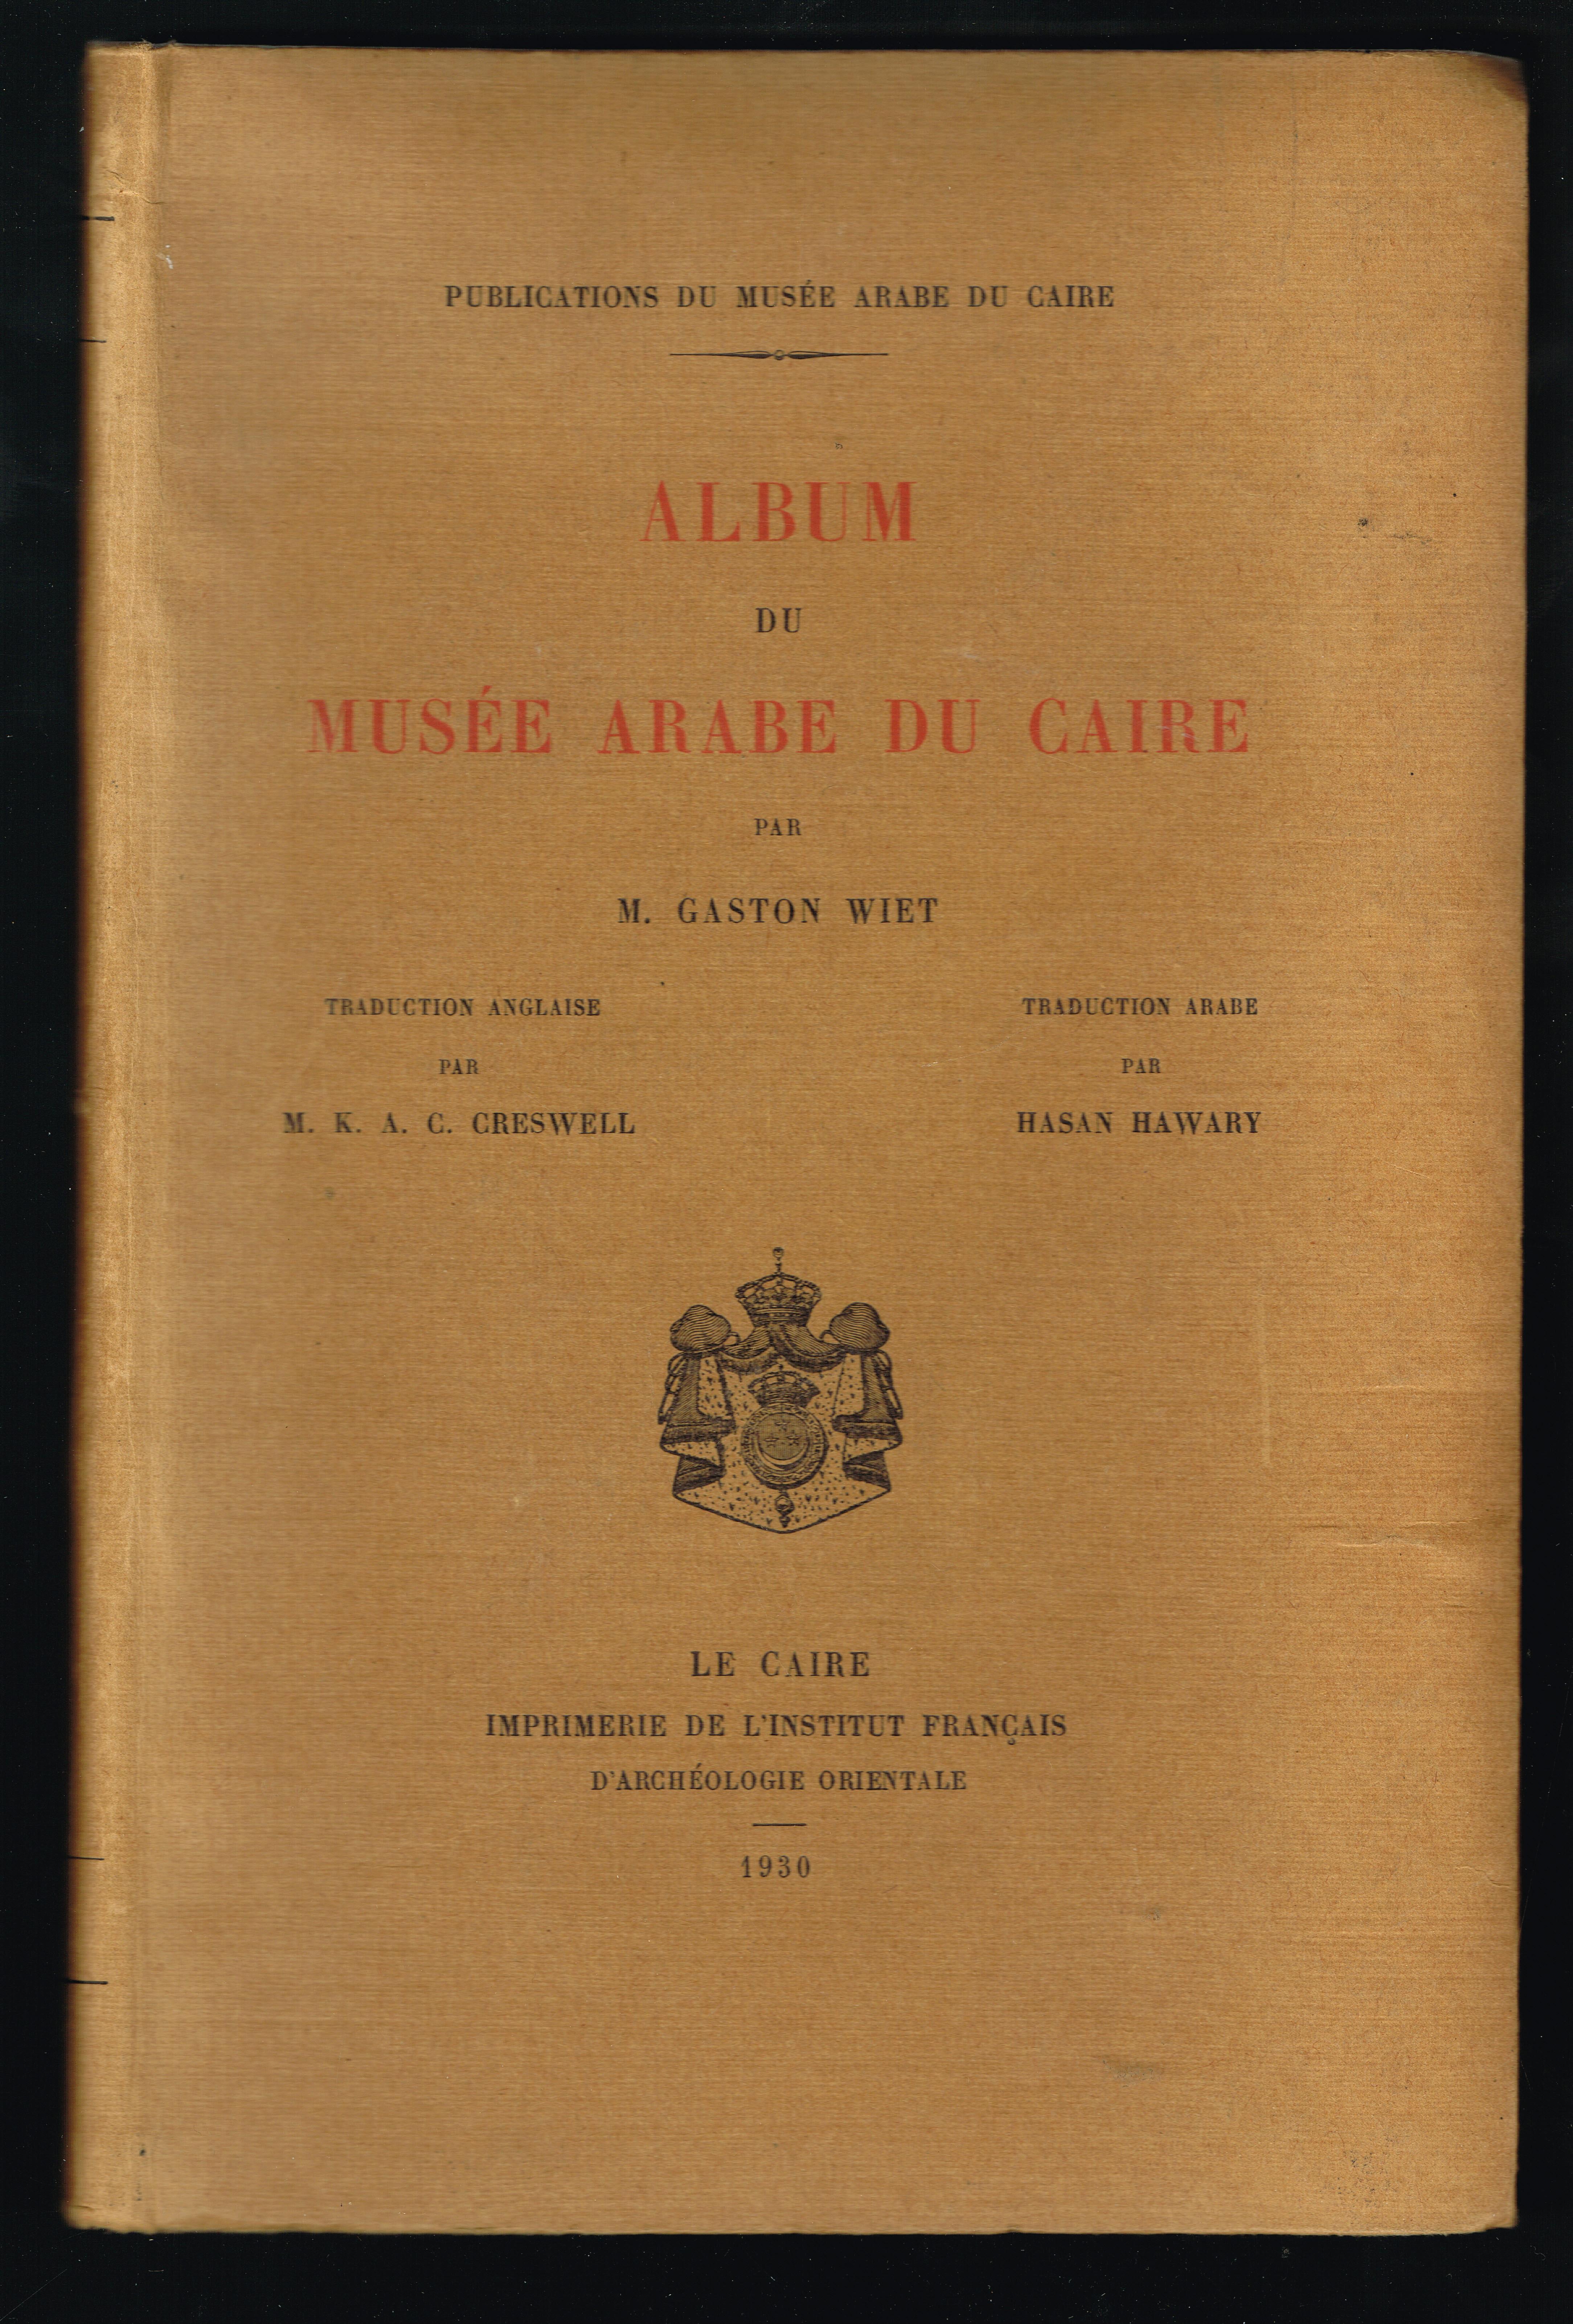 PUBLICATIONS DU MUSÉE ARABE DU CAIRE
ALBUM
DU
MUSÉE ARABE DU CAIRE
PAR
M. GASTON WIET
TRADUCTION ANGLAISE
PAR
M. K. A. C. CRESWELL
TRADUCTION ARABE
PAR
HASAN HAWARY
LE CAIRE
IMPRIMERIE DE L'INSTITUT FRANÇAIS
D'ARCHÉOLOGIE ORIENTALE
1930